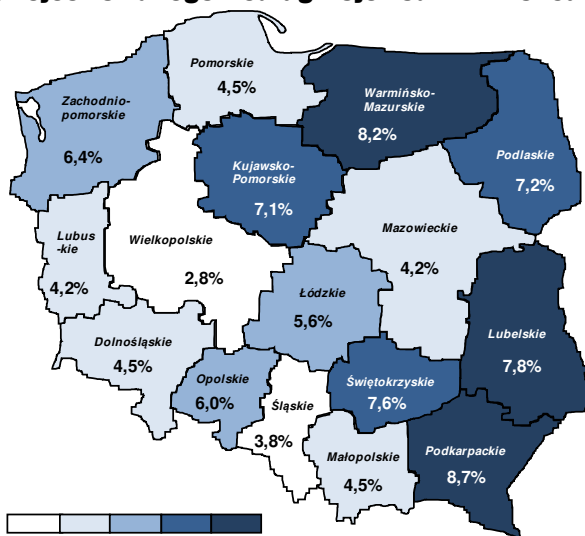 Pomorskie
4,5%
Warmińsko-
Mazurskie
8,2%
Zachodnio-
pomorskie
6,4%
Podlaskie
7,2%
Kujawsko-
Pomorskie
7,1%
Mazowieckie
4,2%
Lubus
-kie
4,2%
Wielkopolskie
2,8%
Łódzkie
5,6%
Lubelskie
7,8%
Dolnośląskie
4,5%
Opolskie
6,0%
Śląskie
3,8%
Świętokrzyskie
7,6%
Małopolskie
4,5%
Podkarpackie
8,7%